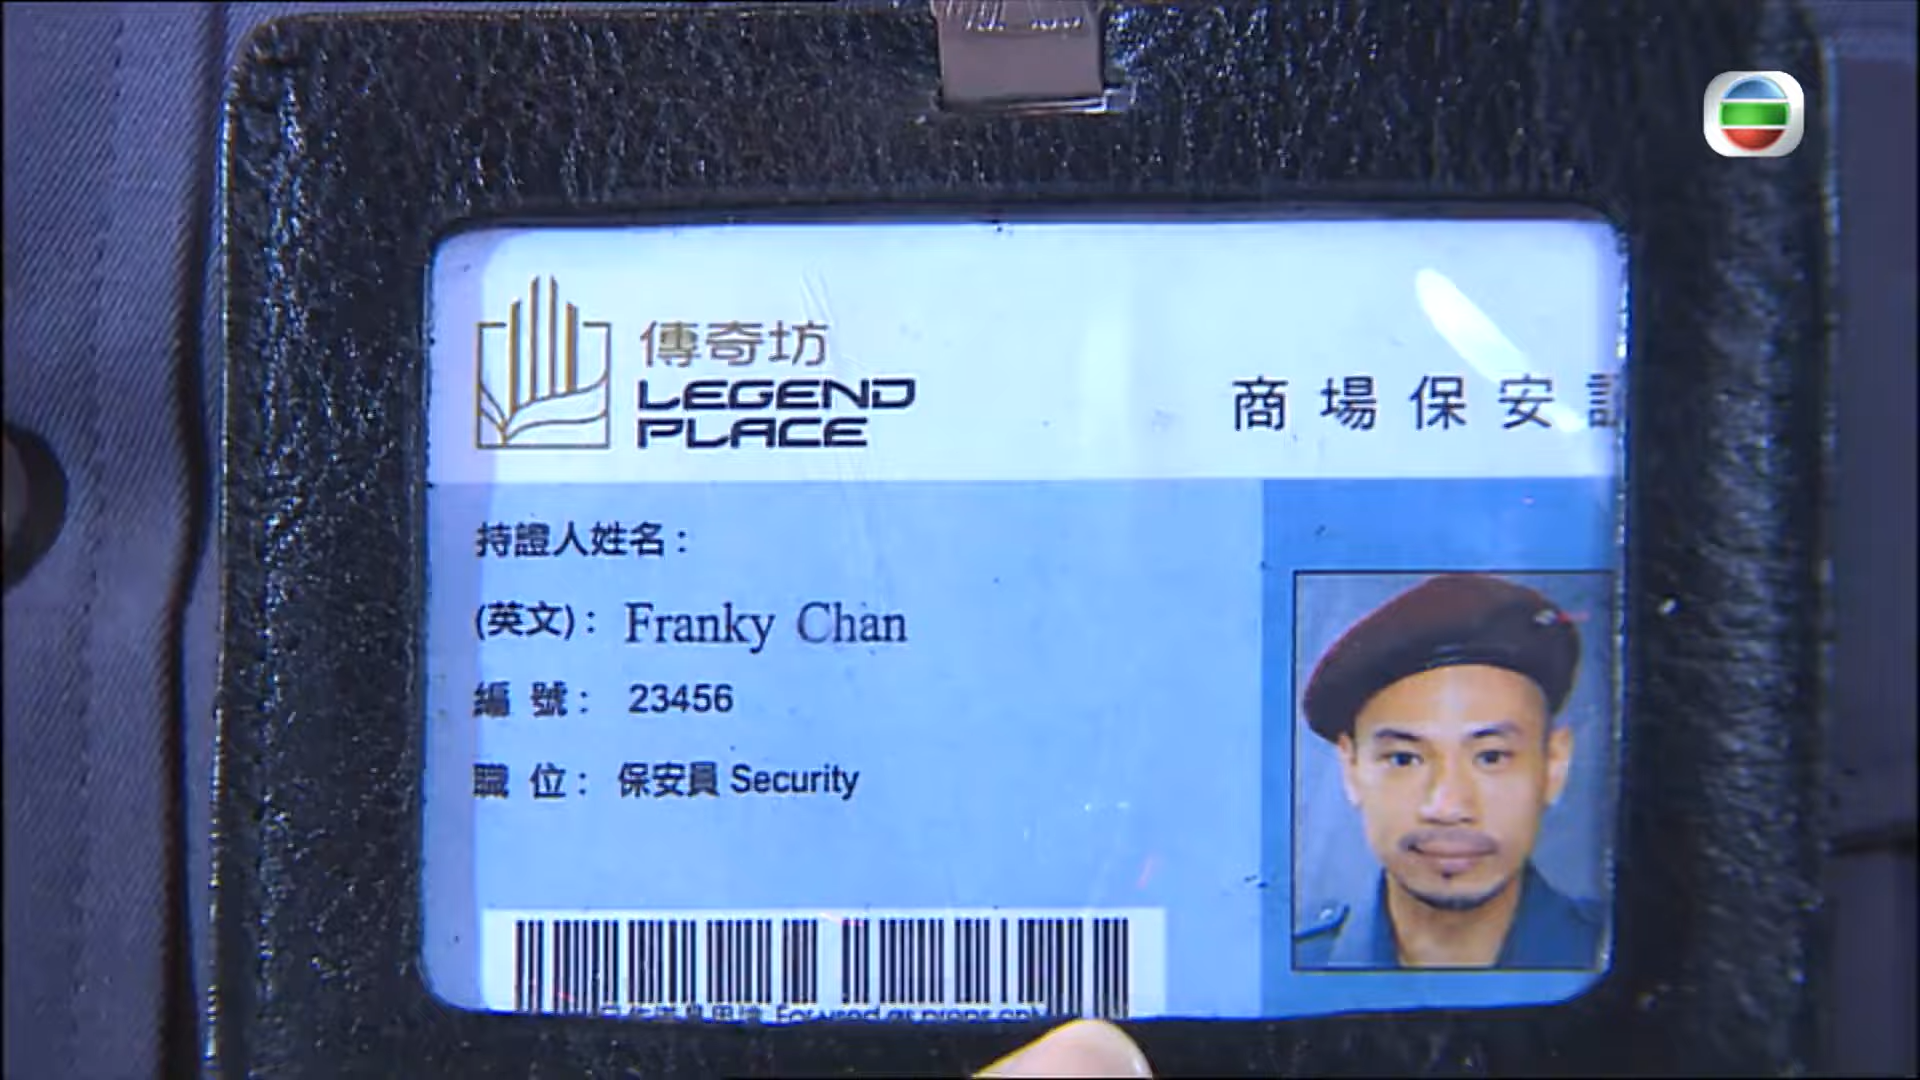 傳奇坊
LEGEND
PLACE
商場保安
持證人姓名:
(英文): Franky Chan
編 號: 23456
職 位: 保安員 Security